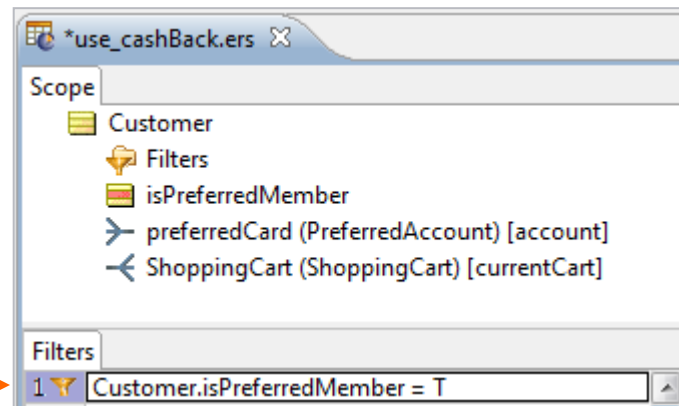 *use_cashBack.ers
Scope
Customer
Filters
isPreferredMember
preferredCard (PreferredAccount) [account]
ShoppingCart (ShoppingCart) [currentCart]
Filters
1 Customer.isPreferredMember = T